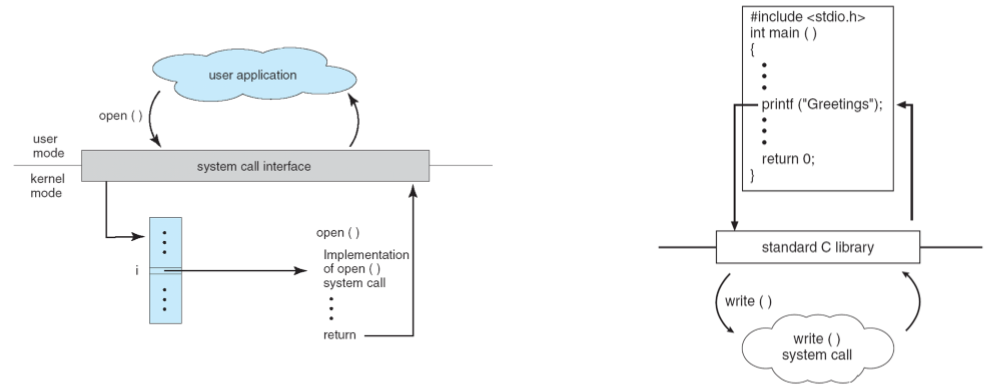 user application
open ( )
user
mode
system call interface
kernel
mode
i
open ( )
Implementation
of open ( )
system call
return
#include <stdio.h>
int main ( )
{
printf ("Greetings");
return 0;
}
standard C library
write ( )
write ( )
system call